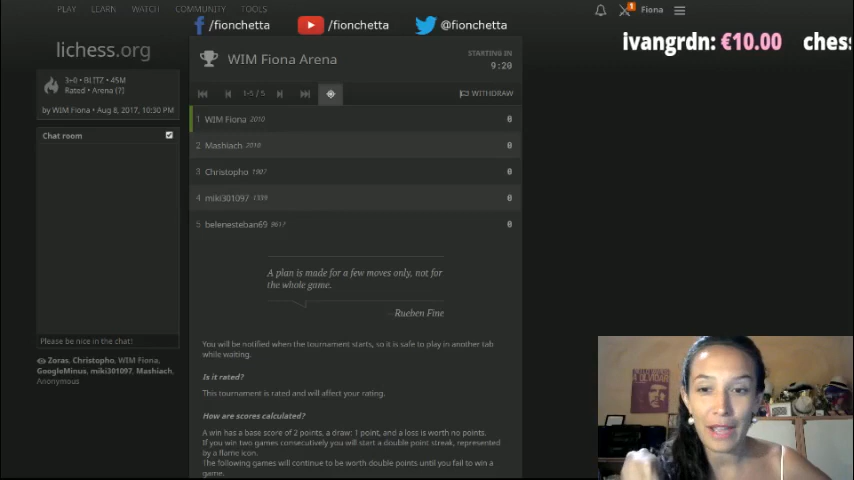 PLAY LEARN WATCH COMMUNITY TOOLS
1
Fiona
/fionchetta /fionchetta @fionchetta
ivangrdn: €10.00 ches
lichess.org
3+0 • BLITZ • 45M
Rated • Arena (?)
by WIM Fiona • Aug 8, 2017, 10:30 PM
Chat room
Please be nice in the chat!
Zoras, Christopho, WIM Fiona,
GoogleMinus, miki301097, Mashiach,
Anonymous
WIM Fiona Arena
STARTING IN
9:20
1-5 / 5
WITHDRAW
1 WIM Fiona 2010 0
2 Mashiach 2018 0
3 Christopho 1907 0
4 miki301097 0
5 belenesteban69 0
A plan is made for a few moves only, not for
the whole game.
Rueben Fine
You will be notified when the tournament starts, so it is safe to play in another tab
while waiting.
Is it rated?
This tournament is rated and will affect your rating.
How are scores calculated?
A win has a base score of 2 points, a draw: 1 point, and a loss is worth no points.
If you win two games consecutively you will start a double point streak, represented
by a flame icon.
The following games will continue to be worth double points until you fail to win a
game.